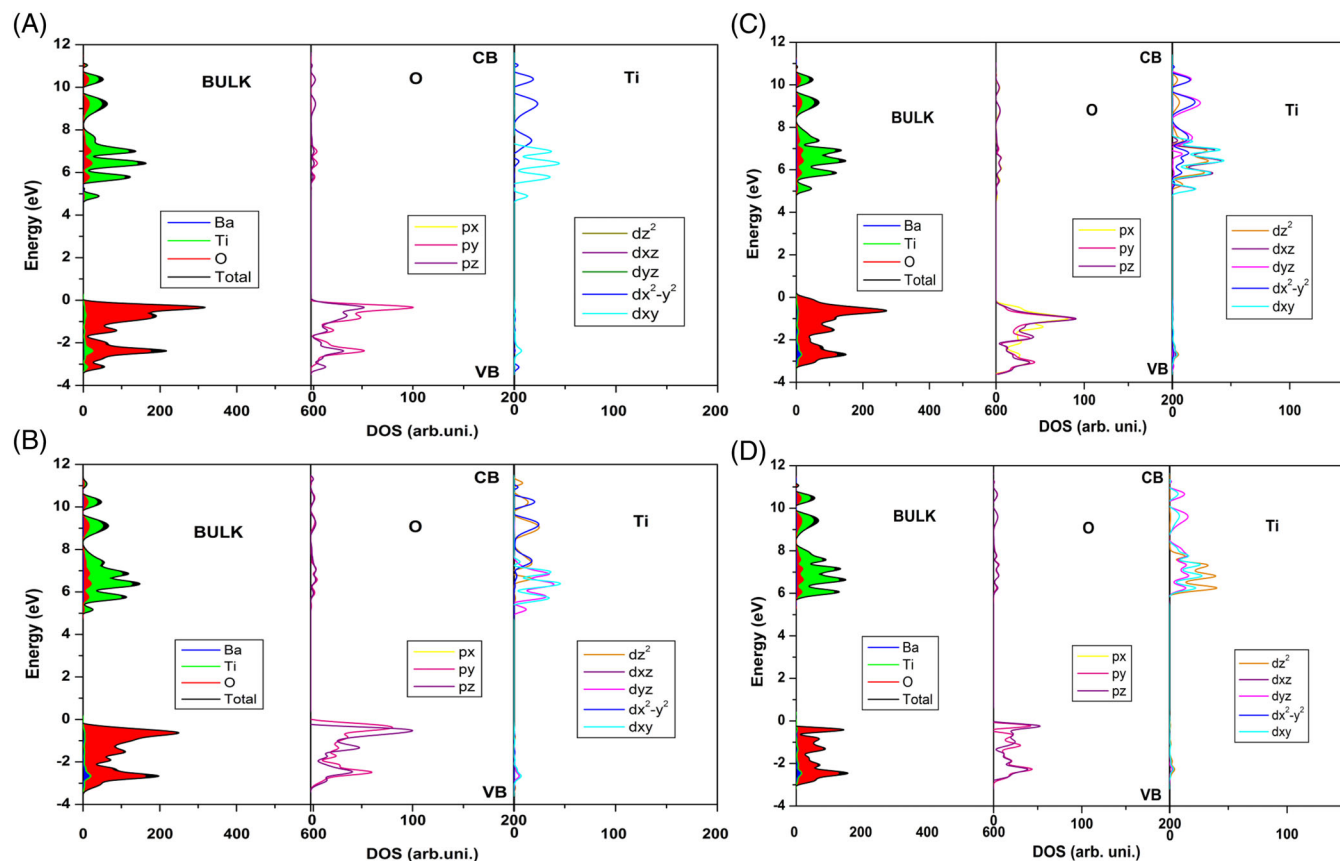 (A)
12
10
8
6
4
2
0
-2
-4
Energy (eV)
BULK
O
CB
Ti
Ba
Ti
O
Total
px
py
pz
dz²
dxz
dyz
dx²-y²
dxy
VB
0 200 400 600
0 100 200
0 100 200
DOS (arb.uni.)
(C)
12
10
8
6
4
2
0
-2
-4
Energy (eV)
BULK
O
CB
Ti
Ba
Ti
O
Total
px
py
pz
dz²
dxz
dyz
dx²-y²
dxy
VB
0 200 400 600
0 100 200
0 100
DOS (arb. uni.)
(B)
12
10
8
6
4
2
0
-2
-4
Energy (eV)
BULK
O
CB
Ti
Ba
Ti
O
Total
px
py
pz
dz²
dxz
dyz
dx²-y²
dxy
VB
0 200 400 600
0 100 200
0 100 200
DOS (arb.uni.)
(D)
12
10
8
6
4
2
0
-2
-4
Energy (eV)
BULK
O
CB
Ti
Ba
Ti
O
Total
px
py
pz
dz²
dxz
dyz
dx²-y²
dxy
VB
0 200 400 600
0 100 200
0 100
DOS (arb.uni.)